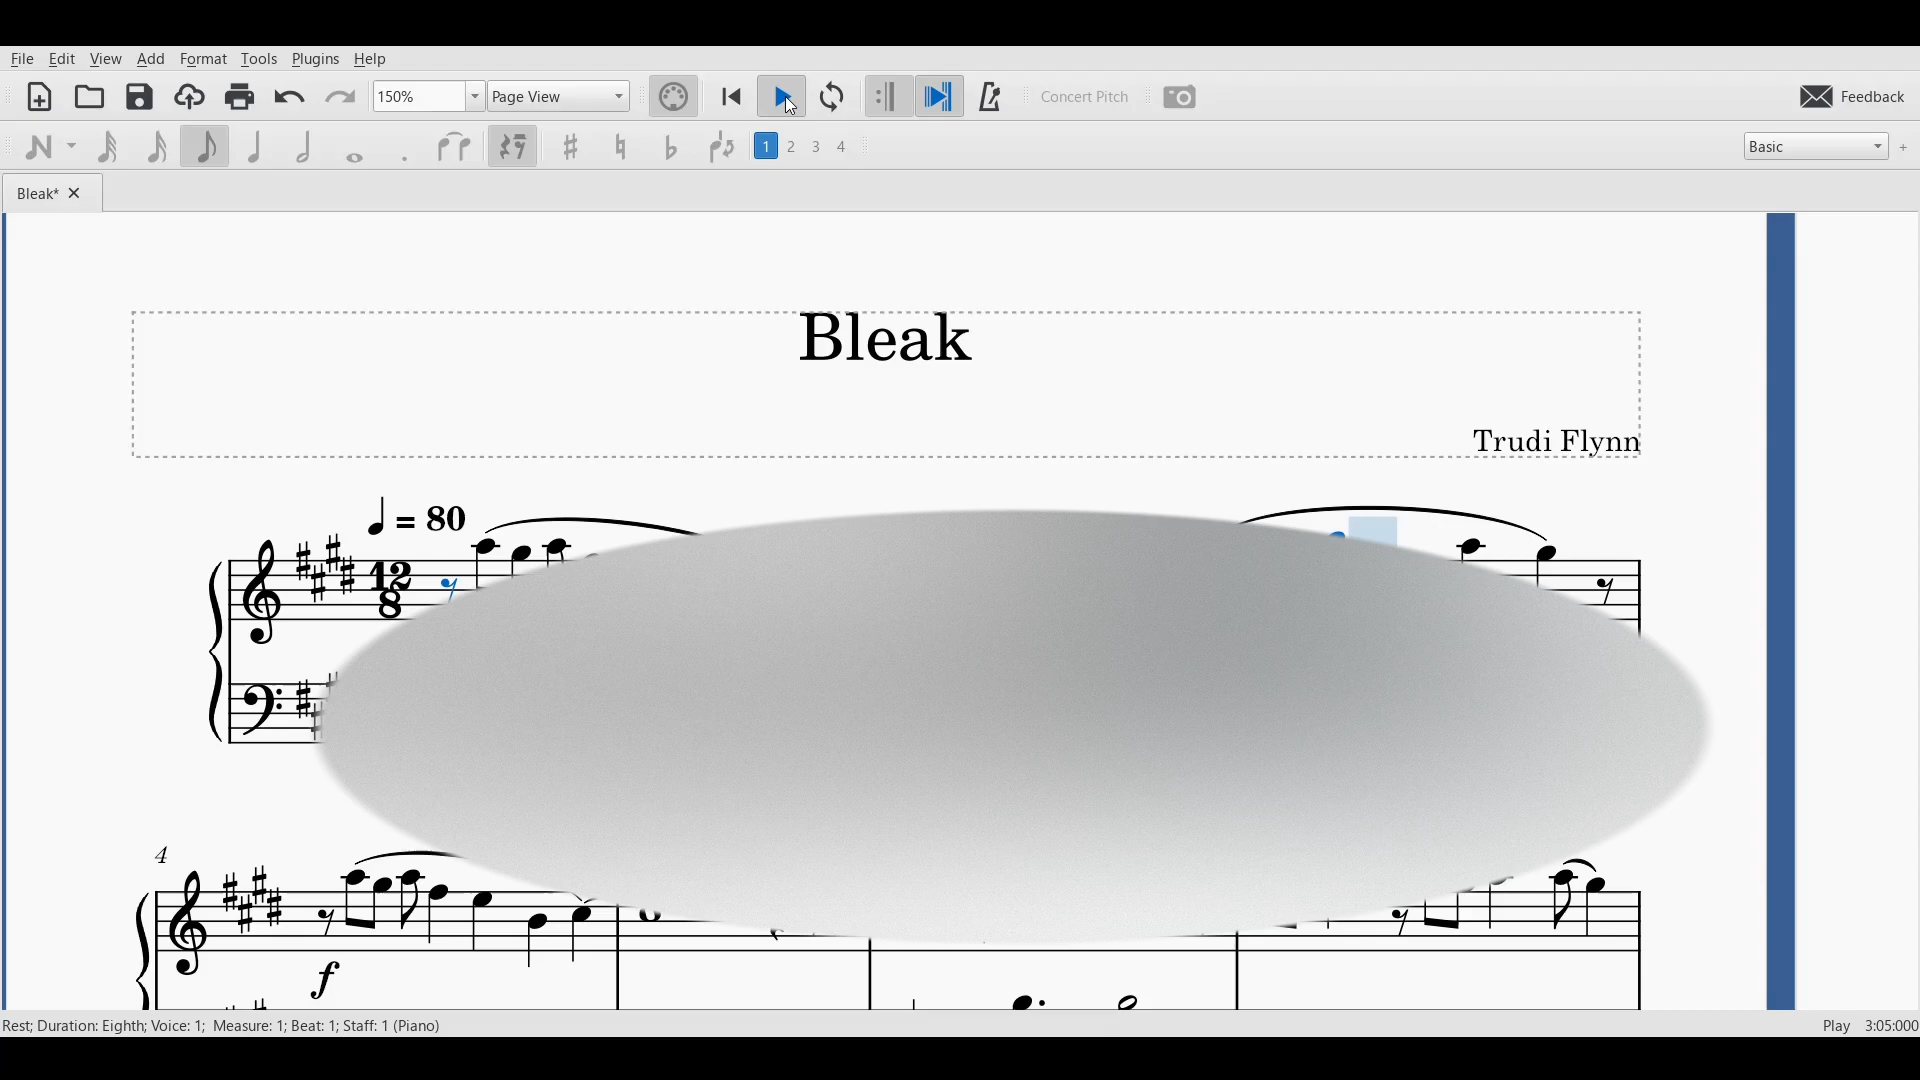 File Edit View Add Format Tools Plugins Help
150% Page View Concert Pitch Feedback
1 2 3 4 Basic +
Bleak*
Bleak
Trudi Flynn
= 80
12
8
4
f
Rest; Duration: Eighth; Voice: 1; Measure: 1; Beat: 1; Staff: 1 (Piano) Play 3:05:000